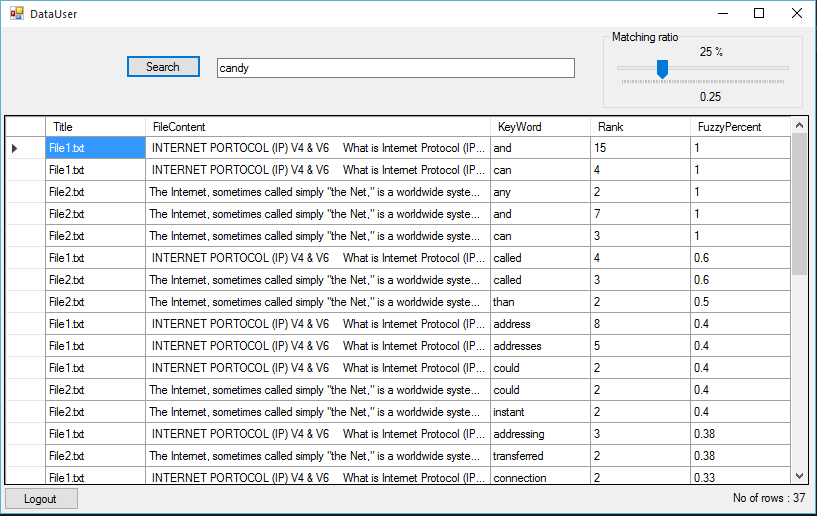 DataUser
Matching ratio
25 %
Search
candy
0.25
Title FileContent KeyWord Rank FuzzyPercent
File1.txt INTERNET PORTOCOL (IP) V4 & V6 What is Internet Protocol (IP... and 15 1
File1.txt INTERNET PORTOCOL (IP) V4 & V6 What is Internet Protocol (IP... can 4 1
File2.txt The Internet, sometimes called simply "the Net," is a worldwide syste... any 2 1
File2.txt The Internet, sometimes called simply "the Net," is a worldwide syste... and 7 1
File2.txt The Internet, sometimes called simply "the Net," is a worldwide syste... can 3 1
File1.txt INTERNET PORTOCOL (IP) V4 & V6 What is Internet Protocol (IP... called 4 0.6
File2.txt The Internet, sometimes called simply "the Net," is a worldwide syste... called 3 0.6
File2.txt The Internet, sometimes called simply "the Net," is a worldwide syste... than 2 0.5
File1.txt INTERNET PORTOCOL (IP) V4 & V6 What is Internet Protocol (IP... address 8 0.4
File1.txt INTERNET PORTOCOL (IP) V4 & V6 What is Internet Protocol (IP... addresses 5 0.4
File1.txt INTERNET PORTOCOL (IP) V4 & V6 What is Internet Protocol (IP... could 2 0.4
File2.txt The Internet, sometimes called simply "the Net," is a worldwide syste... could 2 0.4
File2.txt The Internet, sometimes called simply "the Net," is a worldwide syste... instant 2 0.4
File1.txt INTERNET PORTOCOL (IP) V4 & V6 What is Internet Protocol (IP... addressing 3 0.38
File2.txt The Internet, sometimes called simply "the Net," is a worldwide syste... transferred 2 0.38
File1.txt INTERNET PORTOCOL (IP) V4 & V6 What is Internet Protocol (IP... connection 2 0.33
Logout
No of rows : 37